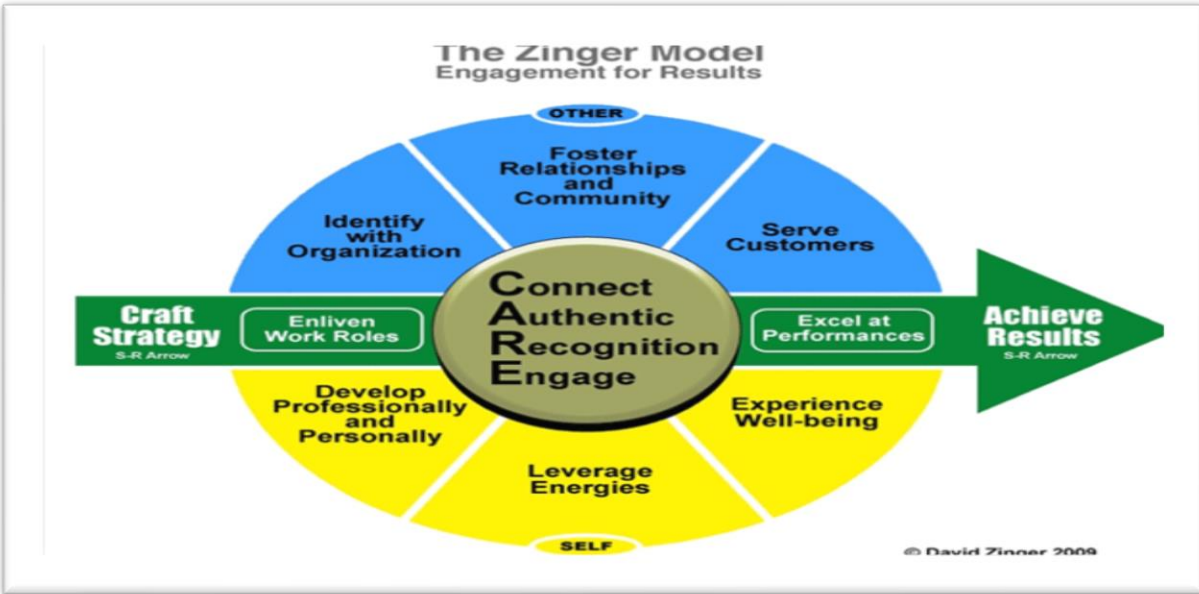 The Zinger Model
Engagement for Results
OTHER
Foster
Relationships
and
Community
Identify
with
Organization
Serve
Customers
Craft
Strategy
S-R Arrow
Enliven
Work Roles
Connect
Authentic
Recognition
Engage
Excel at
Performances
Achieve
Results
S-R Arrow
Develop
Professionally
and
Personally
Leverage
Energies
Experience
Well-being
SELF
© David Zinger 2009